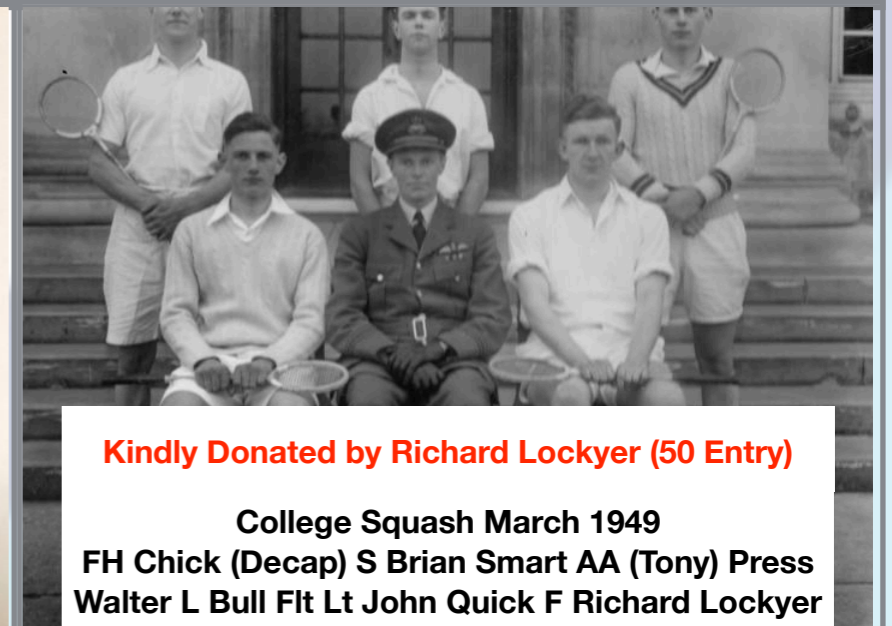 Kindly Donated by Richard Lockyer (50 Entry)
College Squash March 1949
FH Chick (Decap) S Brian Smart AA (Tony) Press
Walter L Bull Flt Lt John Quick F Richard Lockyer